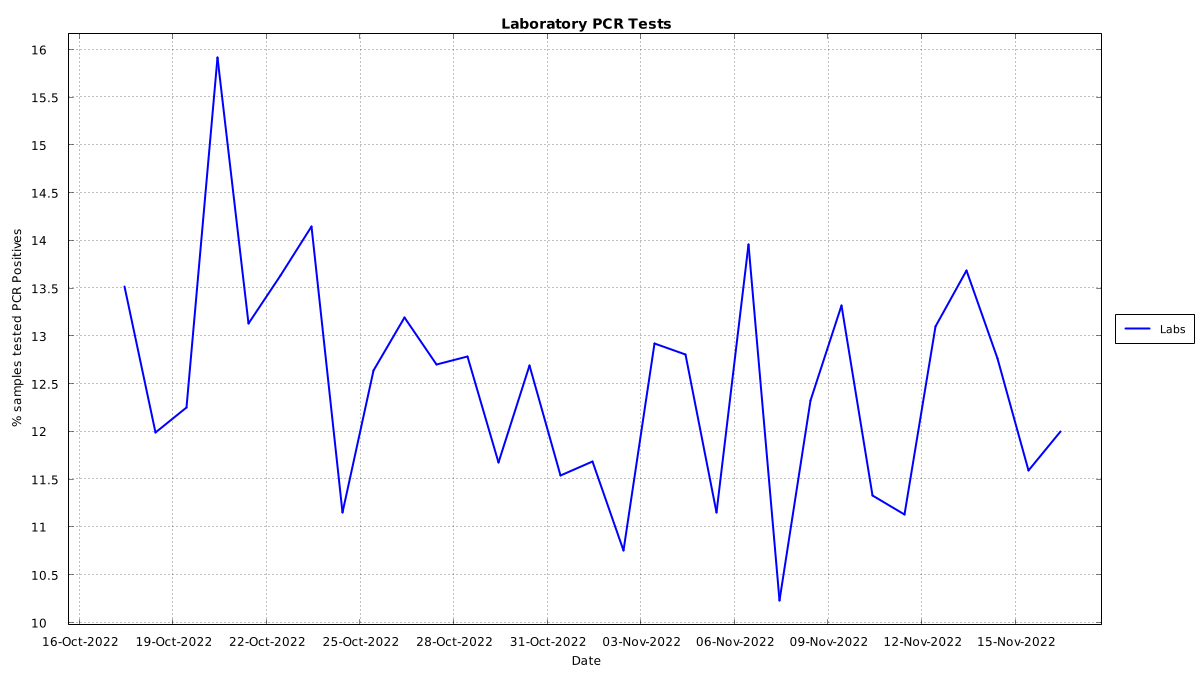 Laboratory PCR Tests
% samples tested PCR Positives
16
15.5
15
14.5
14
13.5
13
12.5
12
11.5
11
10.5
10
16-Oct-2022 19-Oct-2022 22-Oct-2022 25-Oct-2022 28-Oct-2022 31-Oct-2022 03-Nov-2022 06-Nov-2022 09-Nov-2022 12-Nov-2022 15-Nov-2022
Date
Labs